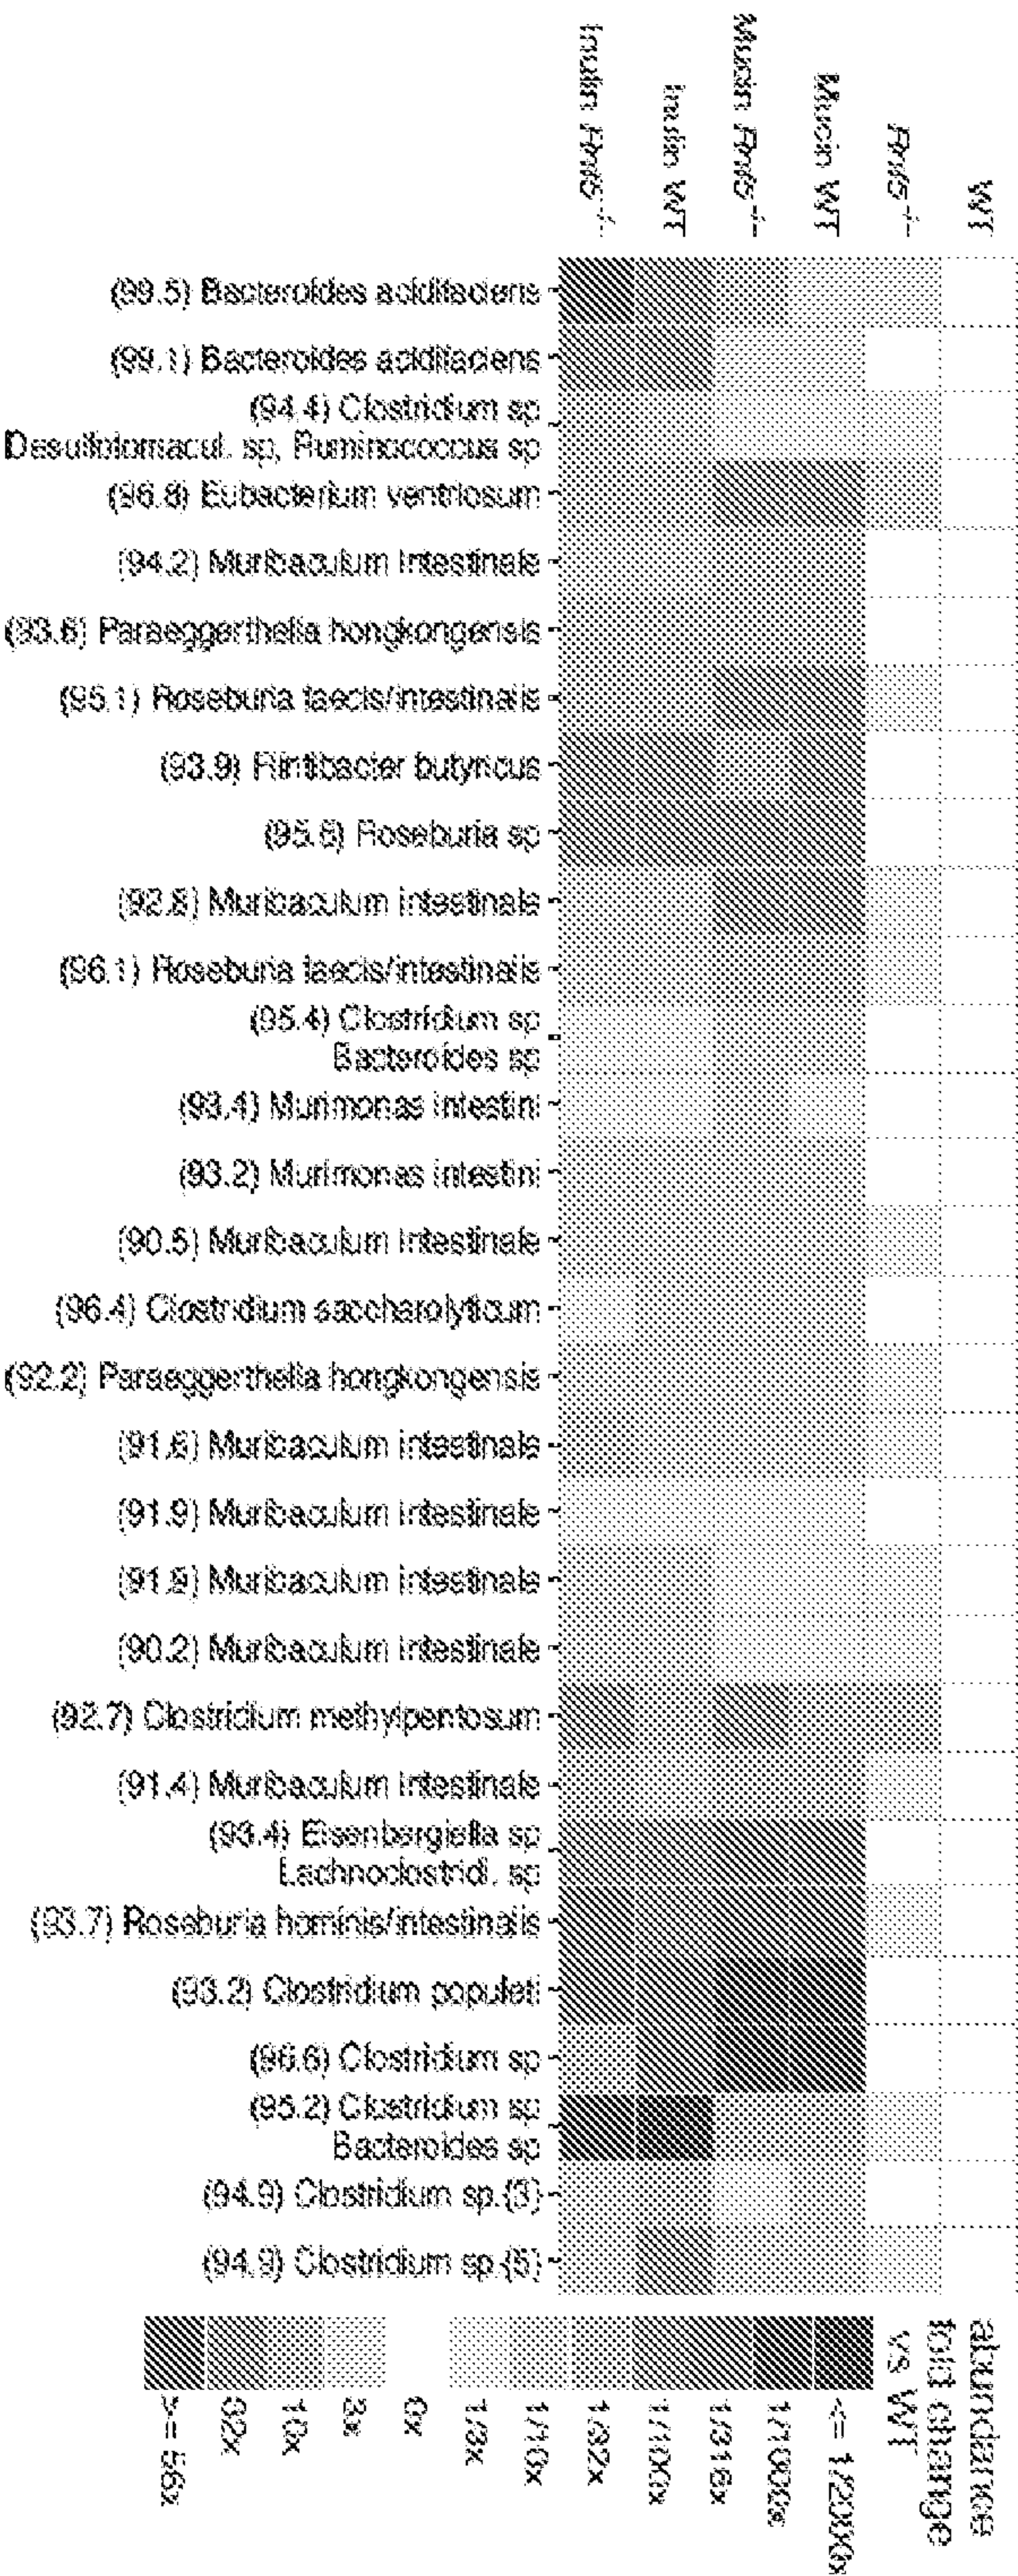 Inulin Rnf5-/-
Inulin WT
Mucin Rnf5-/-
Mucin WT
Rnf5-/-
WT
(99.5) Bacteroides acidifaciens
(99.1) Bacteroides acidifaciens
(94.4) Clostridium sp
Desulfotomacul. sp, Ruminococcus sp
(96.8) Eubacterium ventriosum
(94.2) Muribaculum intestinale
(93.6) Paraeggerthella hongkongensis
(95.1) Roseburia faecis/intestinalis
(93.9) Flintibacter butyricus
(95.6) Roseburia sp
(92.8) Muribaculum intestinale
(96.1) Roseburia faecis/intestinalis
(95.4) Clostridium sp
Bacteroides sp
(93.4) Murimonas intestini
(93.2) Murimonas intestini
(90.5) Muribaculum intestinale
(96.4) Clostridium saccharolyticum
(92.2) Paraeggerthella hongkongensis
(91.6) Muribaculum intestinale
(91.9) Muribaculum intestinale
(91.9) Muribaculum intestinale
(90.2) Muribaculum intestinale
(92.7) Clostridium methylpentosum
(91.4) Muribaculum intestinale
(93.4) Eisenbergiella sp
Lachnoclostridi. sp
(93.7) Roseburia hominis/intestinalis
(93.2) Clostridium populeti
(96.6) Clostridium sp
(95.2) Clostridium sp
Bacteroides sp
(94.9) Clostridium sp.{3}
(94.9) Clostridium sp.{5}
abundance
fold change
vs WT
>= 56x
32x
10x
3x
0x
1/3x
1/10x
1/32x
1/100x
1/316x
1/1000x
<= 1/2000x